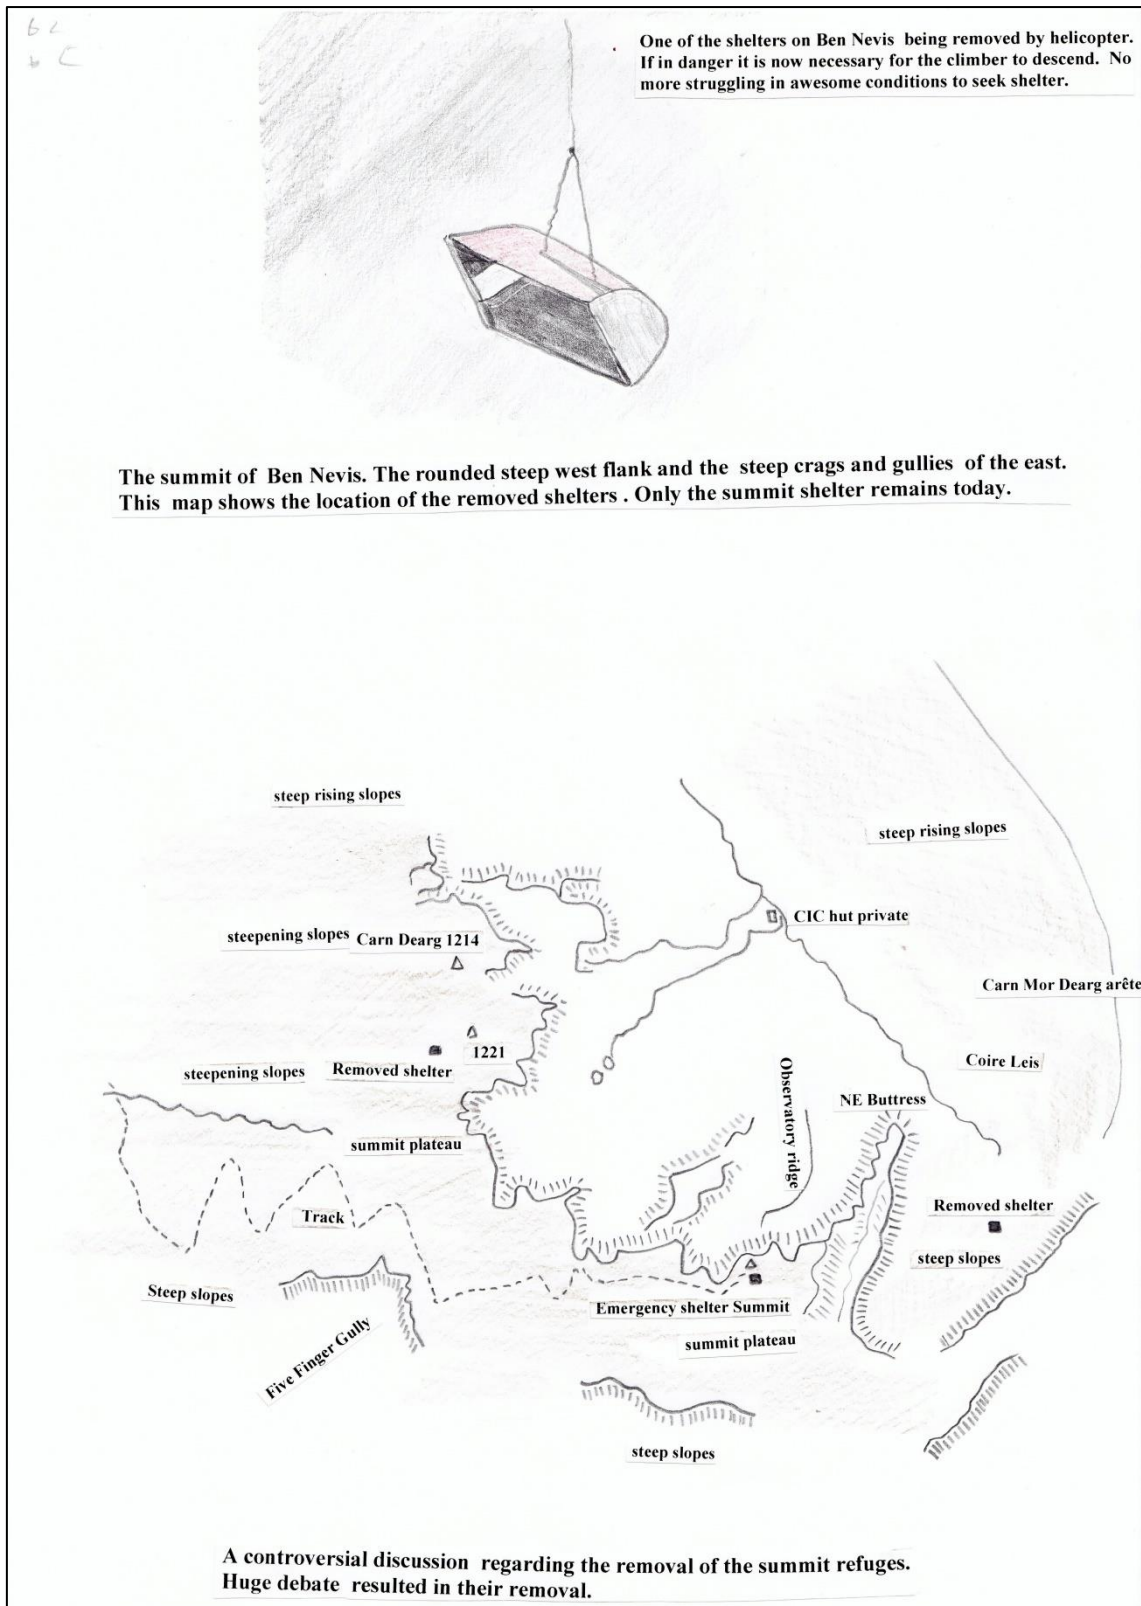 One of the shelters on Ben Nevis being removed by helicopter.
If in danger it is now necessary for the climber to descend. No
more struggling in awesome conditions to seek shelter.
The summit of Ben Nevis. The rounded steep west flank and the steep crags and gullies of the east.
This map shows the location of the removed shelters . Only the summit shelter remains today.
steep rising slopes
steep rising slopes
CIC hut private
steepening slopes
Carn Dearg 1214
Carn Mor Dearg arête
1221
Removed shelter
steepening slopes
Coire Leis
Observatory ridge
NE Buttress
summit plateau
Removed shelter
Track
steep slopes
Steep slopes
Emergency shelter Summit
summit plateau
Five Finger Gully
steep slopes
A controversial discussion regarding the removal of the summit refuges.
Huge debate resulted in their removal.